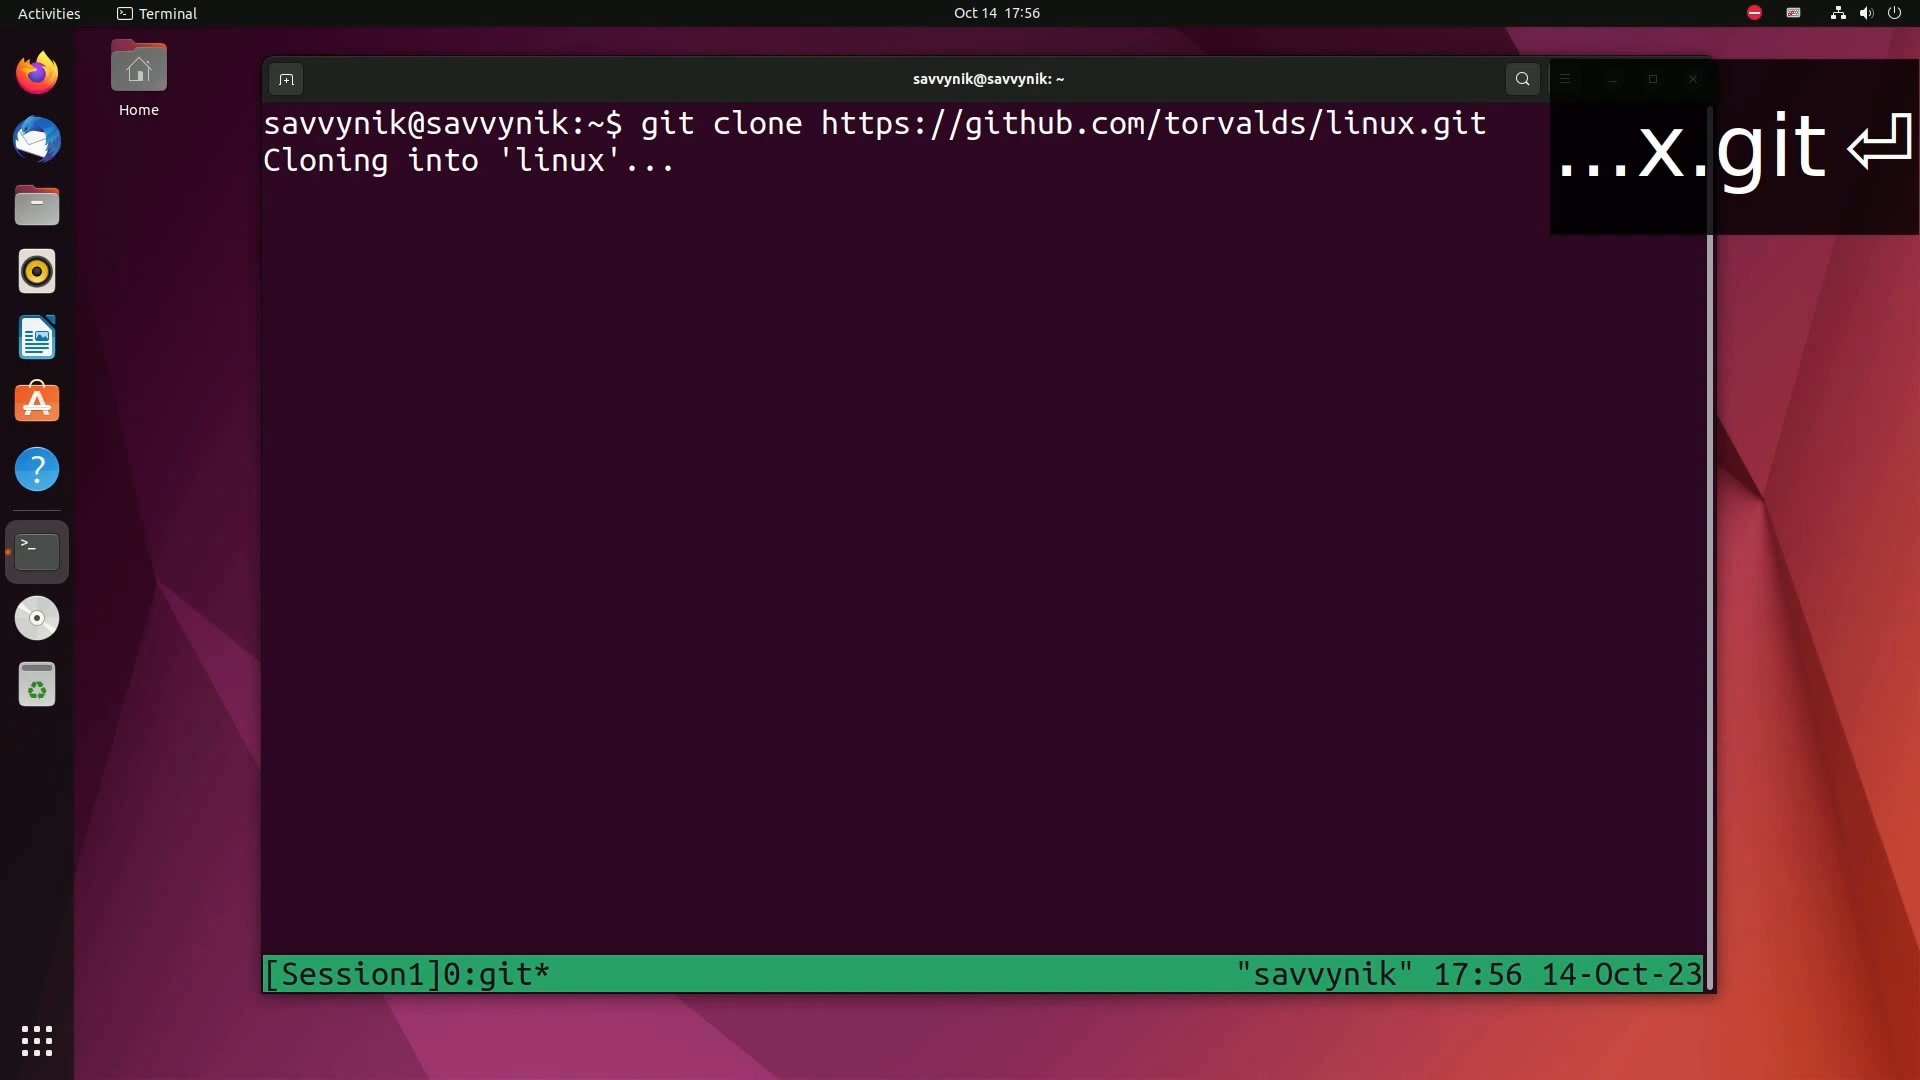 Activities
Terminal
Oct 14 17:56
Home
savvynik@savvynik: ~
savvynik@savvynik:~$ git clone https://github.com/torvalds/linux.git
Cloning into 'linux'...
...x.git ⏎
[Session1]0:git*
"savvynik" 17:56 14-Oct-23